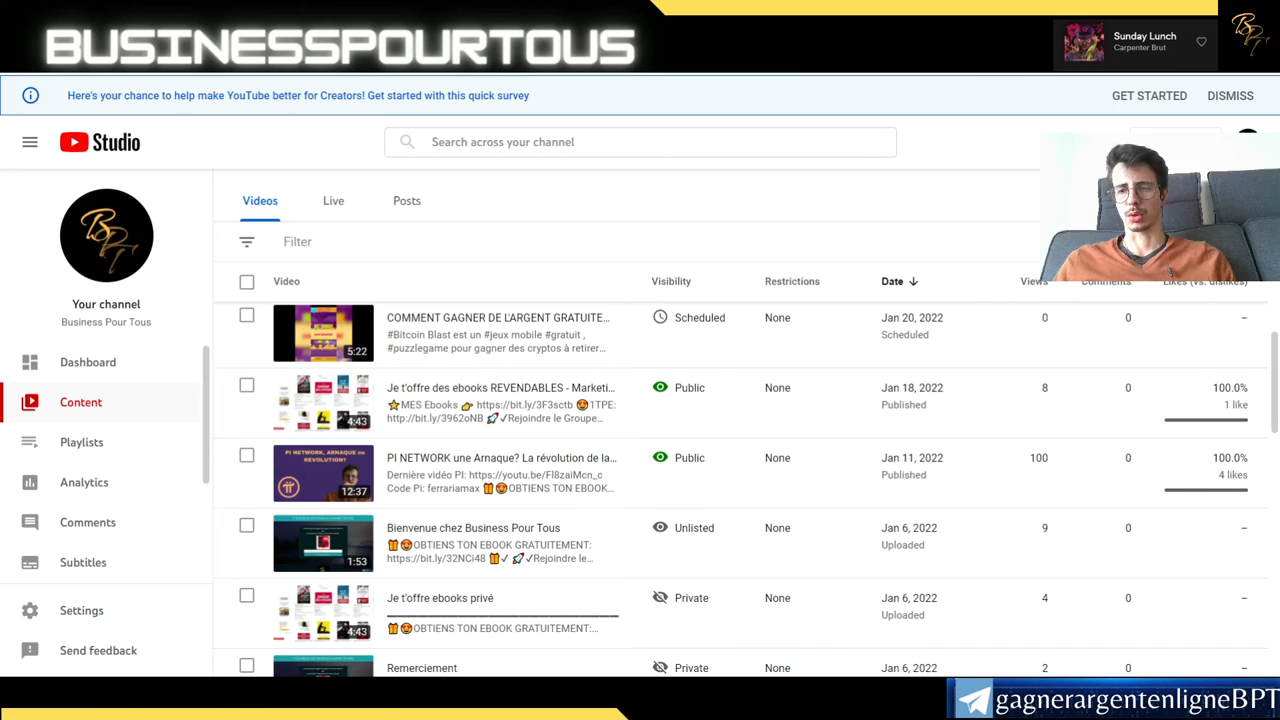 BUSINESSPOURTOUS
Sunday Lunch
Carpenter Brut
Here's your chance to help make YouTube better for Creators! Get started with this quick survey
GET STARTED
DISMISS
Studio
Search across your channel
Videos
Live
Posts
Filter
Video
Visibility
Restrictions
Date
Views
Comments
Likes (vs. dislikes)
BPT
Your channel
Business Pour Tous
Dashboard
Content
Playlists
Analytics
Comments
Subtitles
Settings
Send feedback
5:22
COMMENT GAGNER DE L'ARGENT GRATUITE...
#Bitcoin Blast est un #jeux mobile #gratuit ,
#puzzlegame pour gagner des cryptos à retirer...
Scheduled
None
Jan 20, 2022
Scheduled
0
0
–
4:43
Je t'offre des ebooks REVENDABLES - Marketi...
⭐MES Ebooks 👉 https://bit.ly/3F3sctb 😍1TPE:
http://bit.ly/3962oNB 🚀✓Rejoindre le Groupe...
Public
None
Jan 18, 2022
Published
8
0
100.0%
1 like
PI NETWORK, ARNAQUE ou
REVOLUTION?
12:37
PI NETWORK une Arnaque? La révolution de la...
Dernière vidéo PI: https://youtu.be/Fl8zaiMcn_c
Code Pi: ferrariamax 🎁😍OBTIENS TON EBOOK...
Public
None
Jan 11, 2022
Published
100
0
100.0%
4 likes
1:53
Bienvenue chez Business Pour Tous
🎁😍OBTIENS TON EBOOK GRATUITEMENT:
https://bit.ly/32NCi48 🎁✓ 🚀✓Rejoindre le...
Unlisted
None
Jan 6, 2022
Uploaded
9
0
–
4:43
Je t'offre ebooks privé
🎁😍OBTIENS TON EBOOK GRATUITEMENT:...
Private
None
Jan 6, 2022
Uploaded
4
0
–
Remerciement
Private
None
Jan 6, 2022
2
0
–
gagnerargentenligneBPT